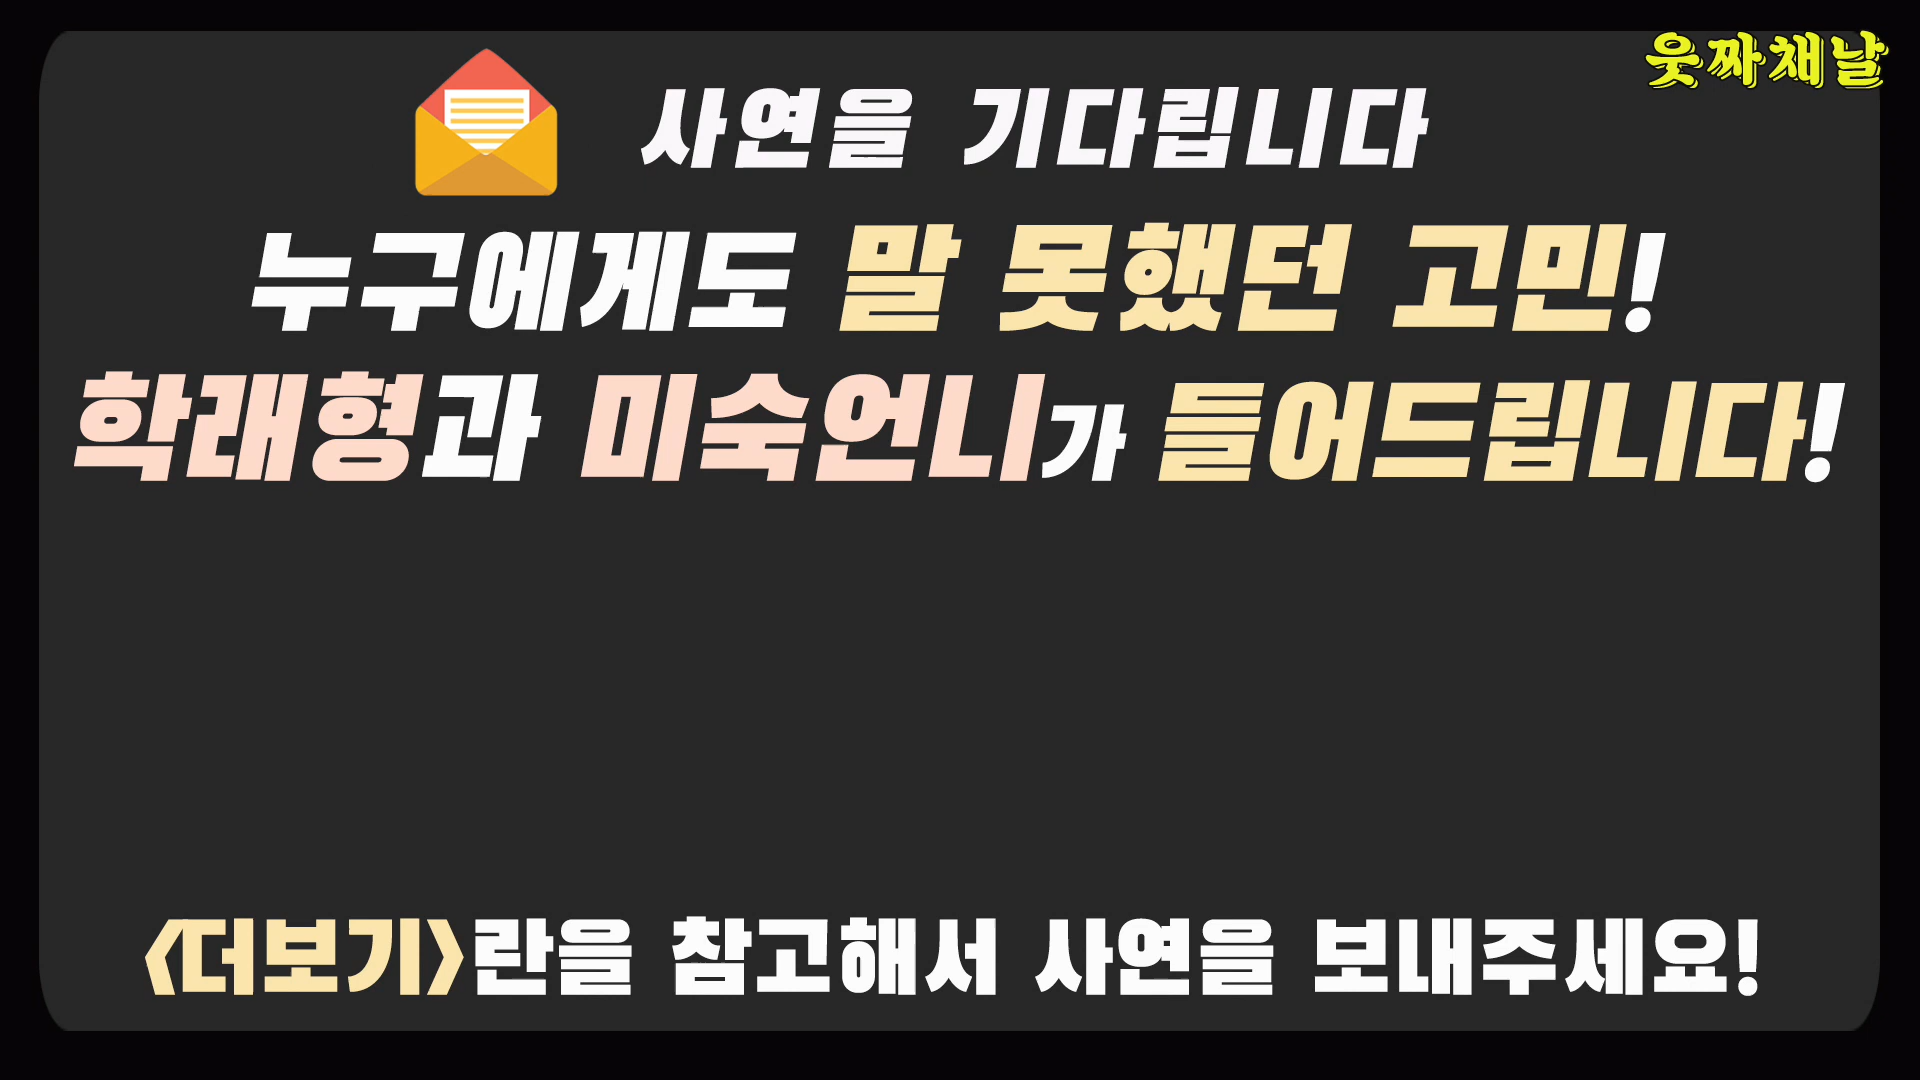 웃짜채날
사연을 기다립니다
누구에게도 말 못했던 고민!
학래형과 미숙언니가 들어드립니다!
<더보기>란을 참고해서 사연을 보내주세요!